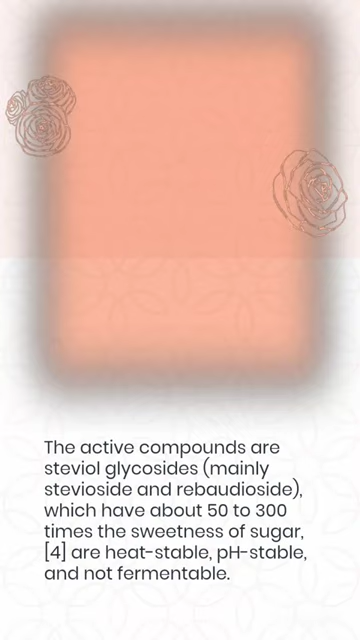 The active compounds are
steviol glycosides (mainly
stevioside and rebaudioside),
which have about 50 to 300
times the sweetness of sugar,
[4] are heat-stable, pH-stable,
and not fermentable.